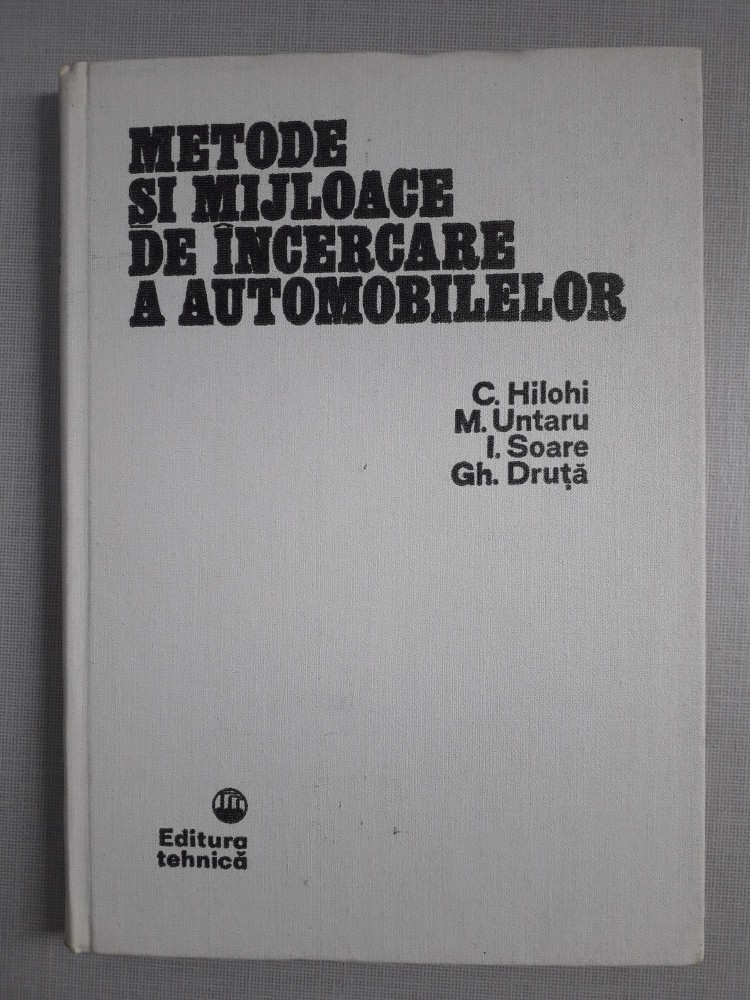 METODE
ȘI MIJLOACE
DE ÎNCERCARE
A AUTOMOBILELOR
C. Hilohi
M. Untaru
I. Soare
Gh. Druță
Editura
tehnică